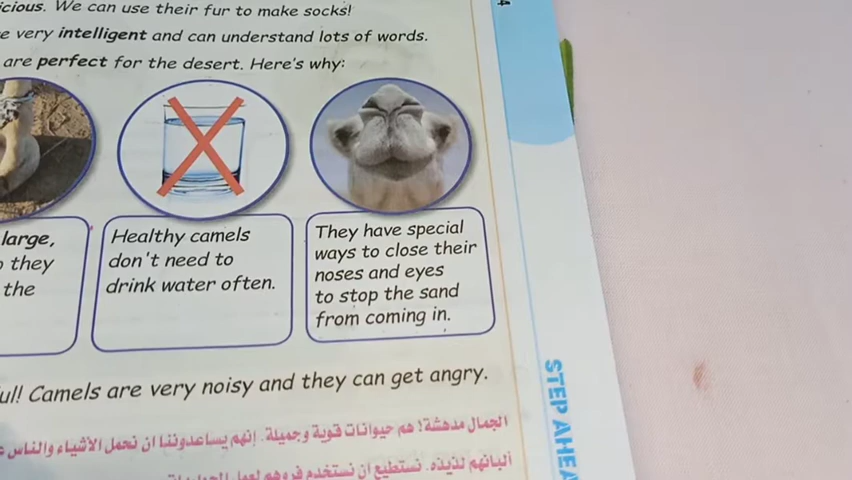 icious. We can use their fur to make socks!
e very intelligent and can understand lots of words.
are perfect for the desert. Here's why:
large,
they
the
Healthy camels
don't need to
drink water often.
They have special
ways to close their
noses and eyes
to stop the sand
from coming in.
ul! Camels are very noisy and they can get angry.
الجمال مدهشة! هم حيوانات قوية وجميلة. إنهم يساعدوننا ان نحمل الأشياء والناس
ألبانهم لذيذه. نستطيع أن نستخدم فروهم لعمل
STEP AHEA